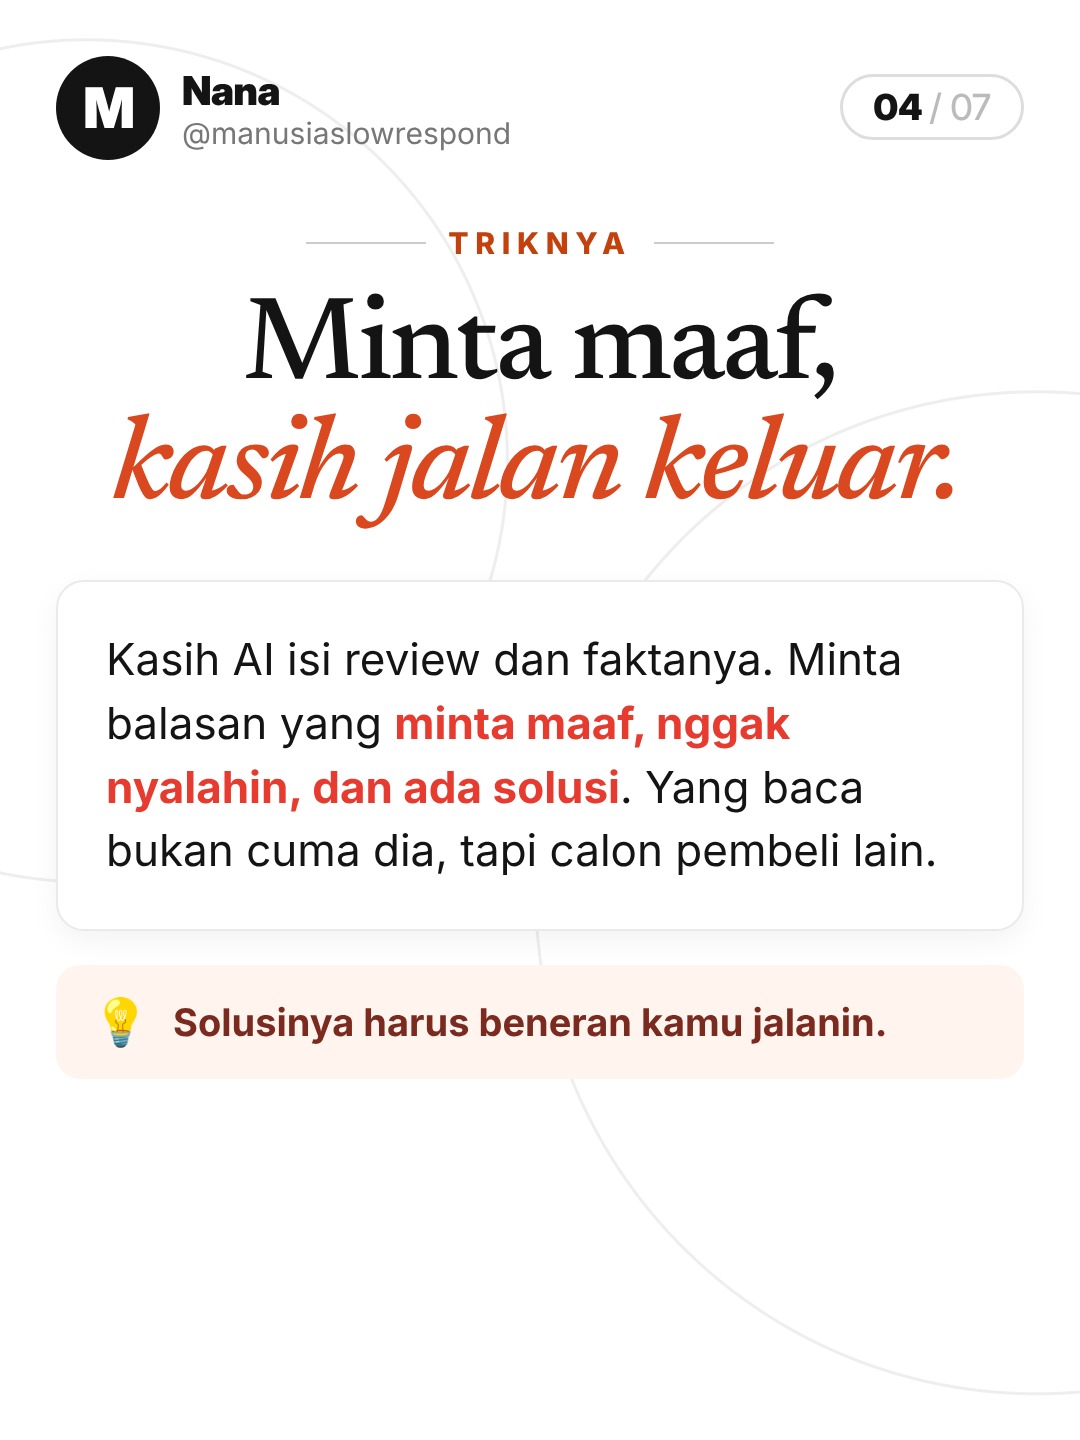 M
Nana
@manusiaslowrespond
04 / 07
TRIKNYA
Minta maaf,
kasih jalan keluar.
Kasih AI isi review dan faktanya. Minta
balasan yang minta maaf, nggak
nyalahin, dan ada solusi. Yang baca
bukan cuma dia, tapi calon pembeli lain.
💡 Solusinya harus beneran kamu jalanin.